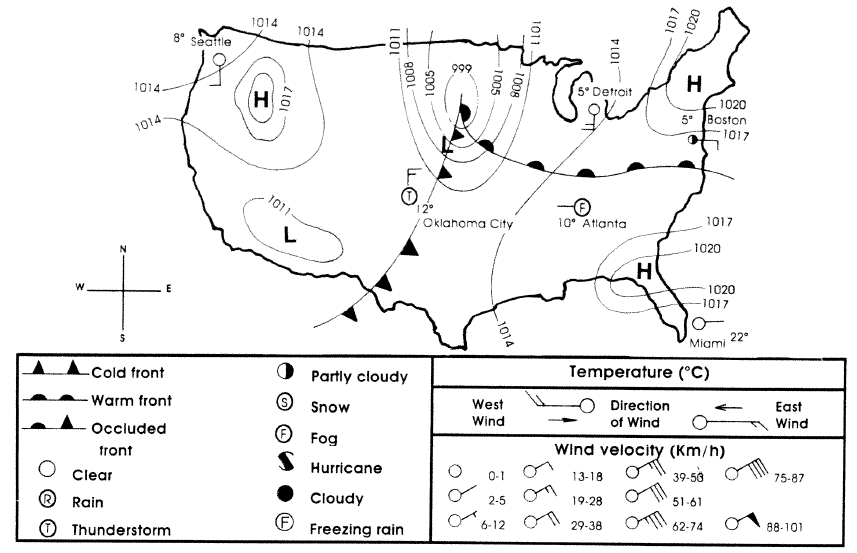 1014
1014
1017
1020
8° Seattle
1014
1011
1011
1014
1008
1005
999
1005
1008
H
1017
H
1014
5° Detroit
1020
5° Boston
1017
1014
L
T
12°
Oklahoma City
F
10° Atlanta
1011
L
1017
1020
H
1020
1017
N
W E
S
1014
Miami 22°
Cold front
Warm front
Occluded
front
Clear
R Rain
T Thunderstorm
Partly cloudy
S Snow
F Fog
Hurricane
Cloudy
F Freezing rain
Temperature (°C)
West
Wind
Direction
of Wind
East
Wind
Wind velocity (Km/h)
0-1 13-18 39-50 75-87
2-5 19-28 51-61
6-12 29-38 62-74 88-101